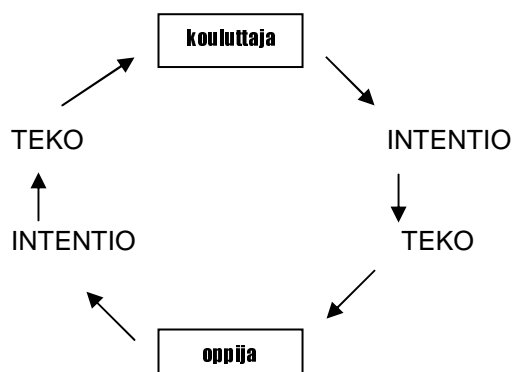 kouluttaja
TEKO
INTENTIO
INTENTIO
TEKO
oppija